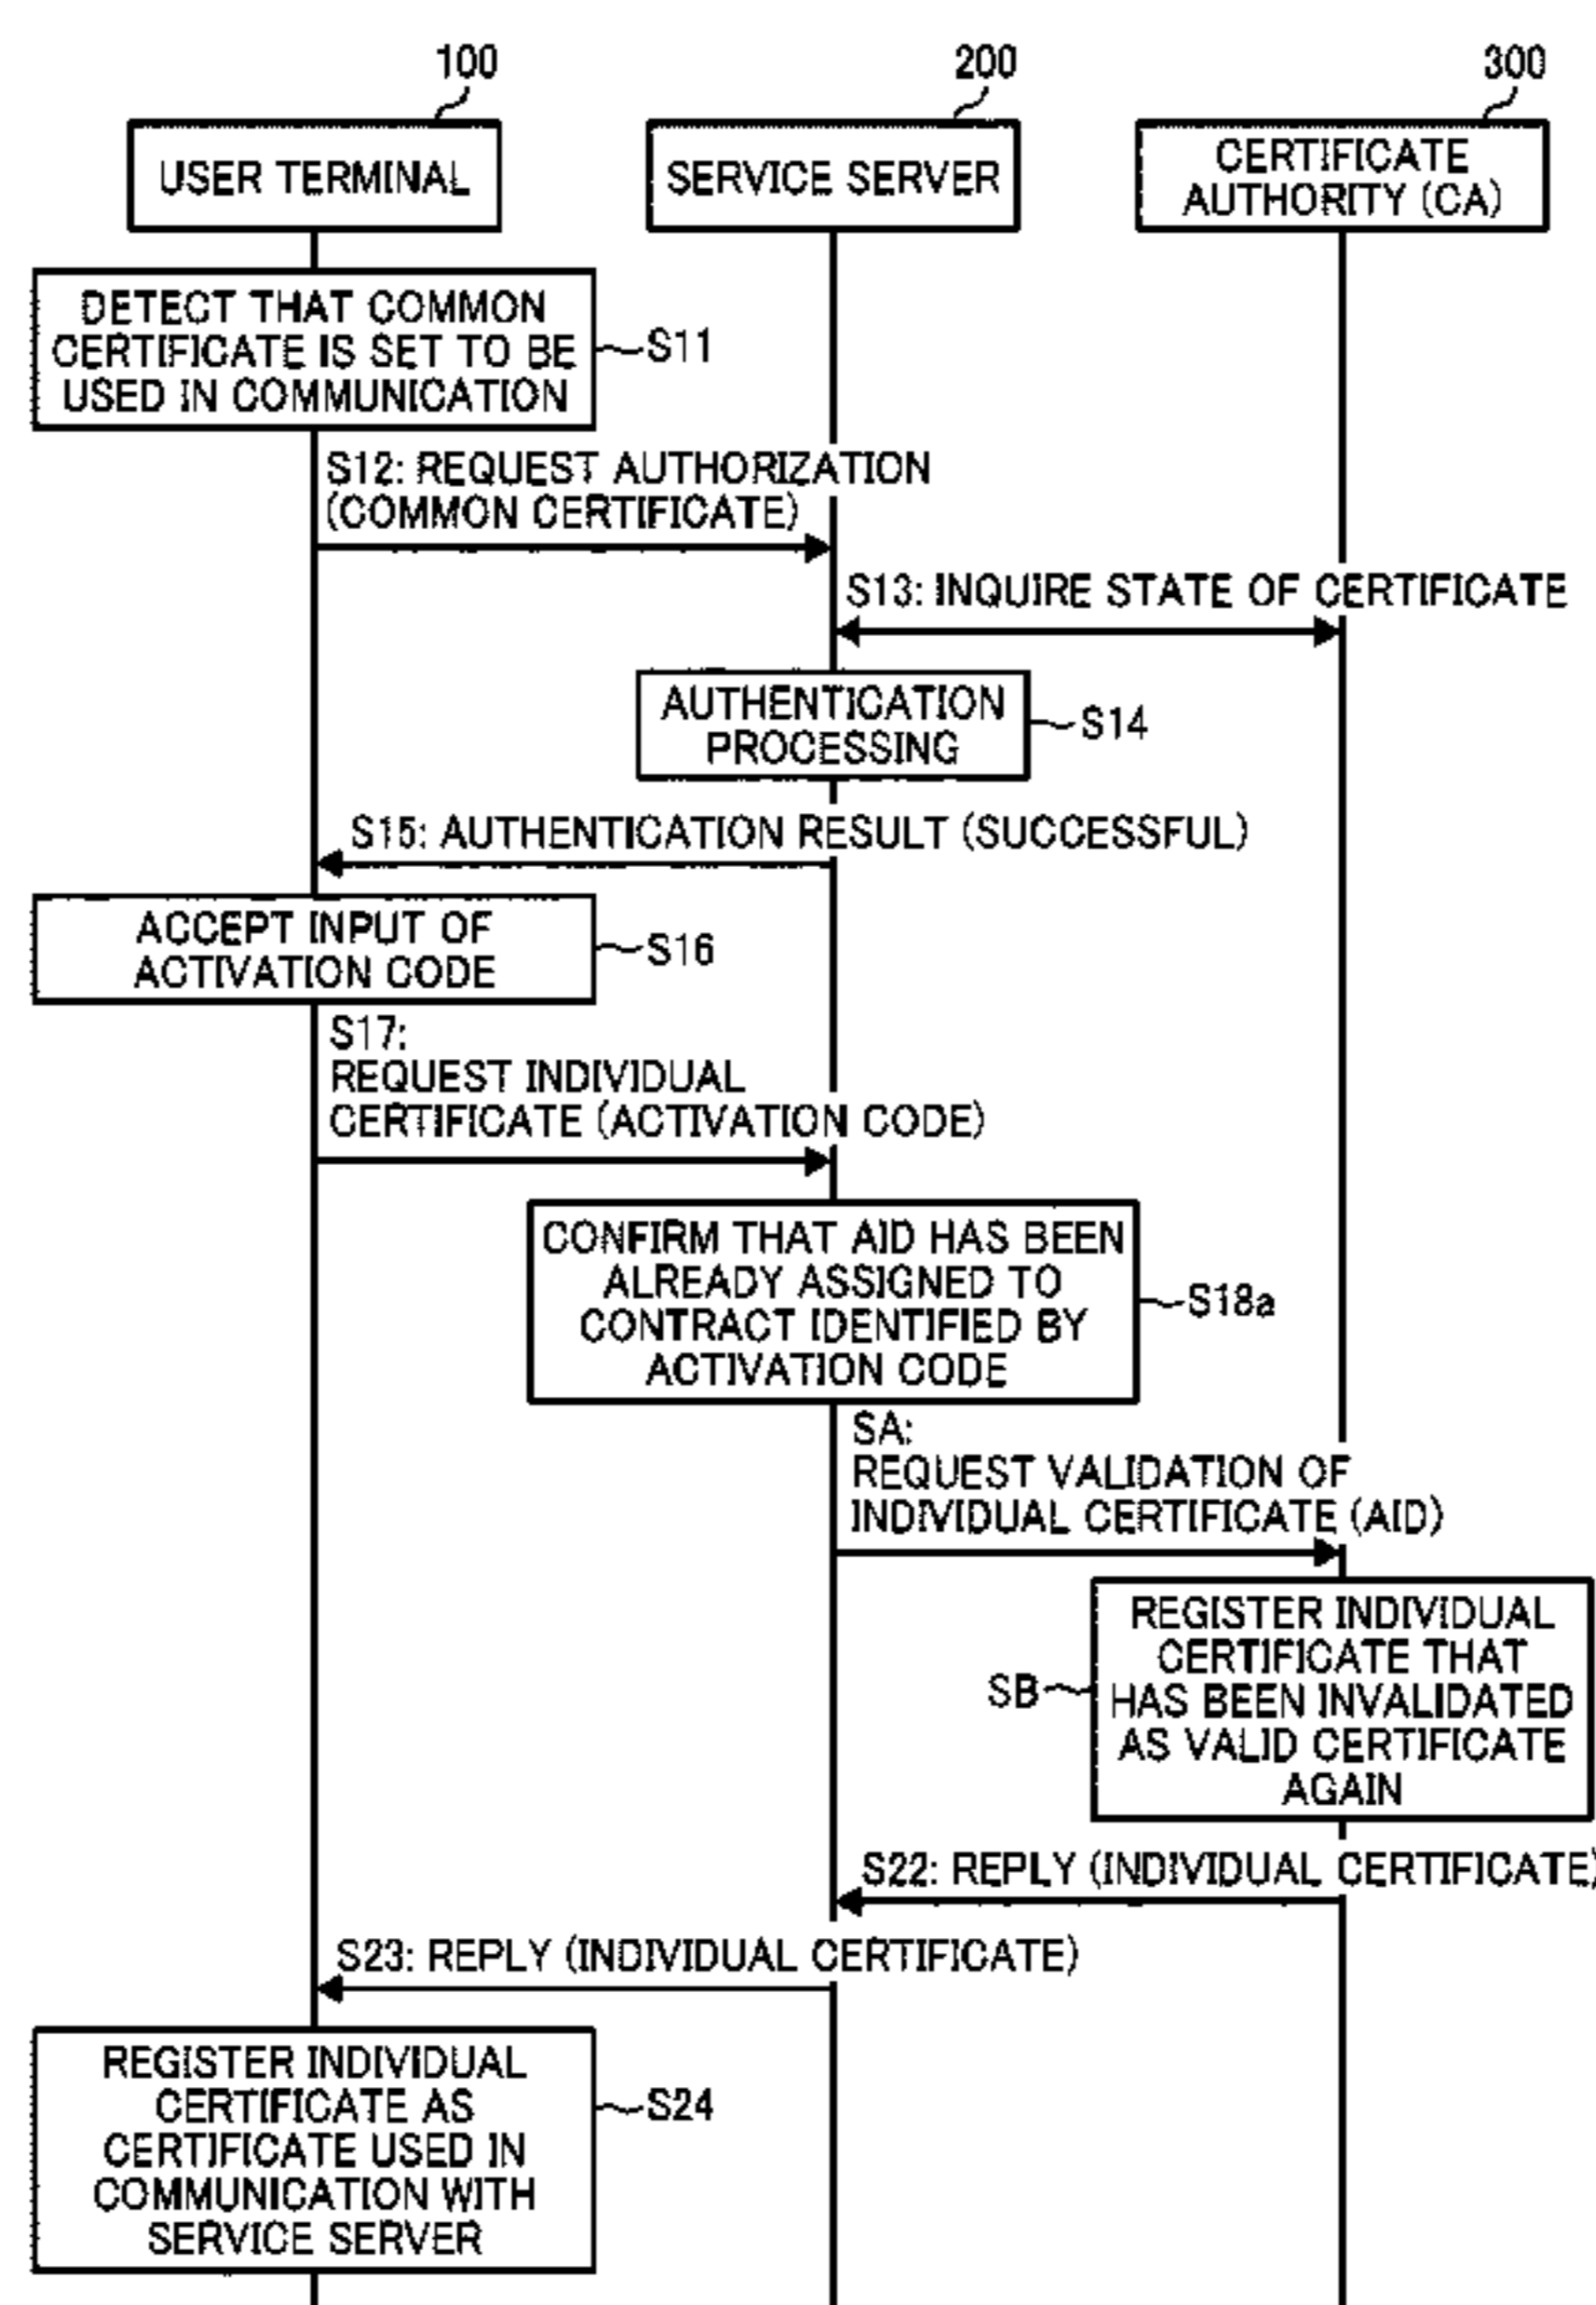 100
200
300
USER TERMINAL
SERVICE SERVER
CERTIFICATE
AUTHORITY (CA)
DETECT THAT COMMON
CERTIFICATE IS SET TO BE
USED IN COMMUNICATION
S11
S12: REQUEST AUTHORIZATION
(COMMON CERTIFICATE)
S13: INQUIRE STATE OF CERTIFICATE
AUTHENTICATION
PROCESSING
S14
S15: AUTHENTICATION RESULT (SUCCESSFUL)
ACCEPT INPUT OF
ACTIVATION CODE
S16
S17:
REQUEST INDIVIDUAL
CERTIFICATE (ACTIVATION CODE)
CONFIRM THAT AID HAS BEEN
ALREADY ASSIGNED TO
CONTRACT IDENTIFIED BY
ACTIVATION CODE
S18a
SA:
REQUEST VALIDATION OF
INDIVIDUAL CERTIFICATE (AID)
REGISTER INDIVIDUAL
CERTIFICATE THAT
HAS BEEN INVALIDATED
AS VALID CERTIFICATE
AGAIN
SB
S22: REPLY (INDIVIDUAL CERTIFICATE)
S23: REPLY (INDIVIDUAL CERTIFICATE)
REGISTER INDIVIDUAL
CERTIFICATE AS
CERTIFICATE USED IN
COMMUNICATION WITH
SERVICE SERVER
S24